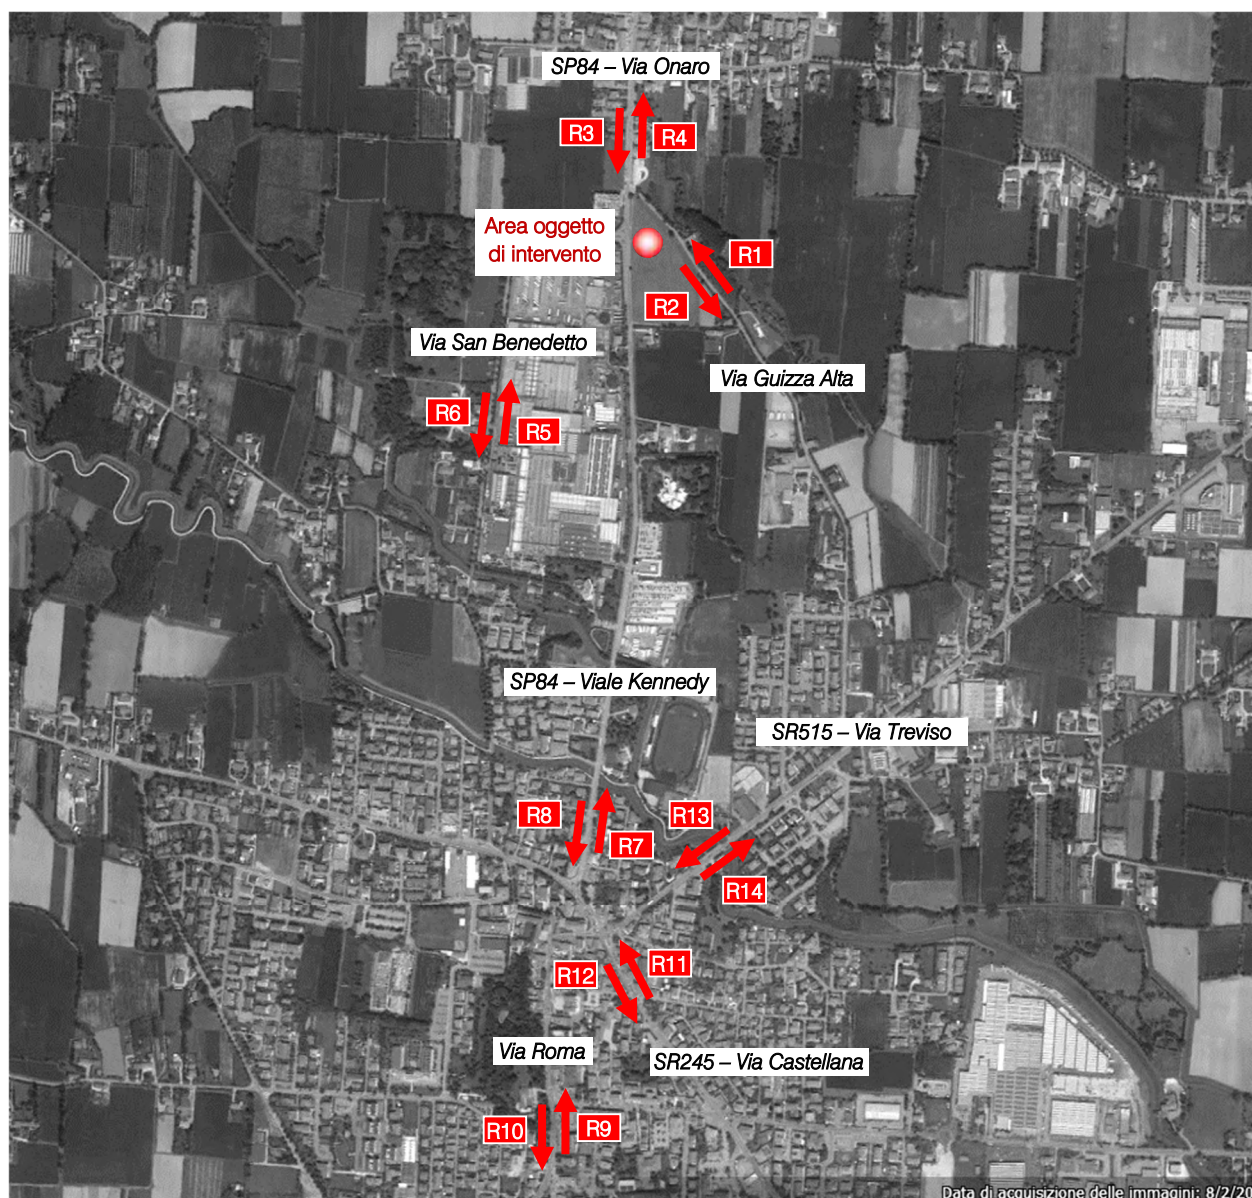 SP84 – Via Onaro
R3
R4
Area oggetto
di intervento
R1
R2
Via San Benedetto
Via Guizza Alta
R6
R5
SP84 – Viale Kennedy
SR515 – Via Treviso
R8
R13
R7
R14
R12
R11
Via Roma
SR245 – Via Castellana
R10
R9
Data di acquisizione delle immagini: 8/2/20